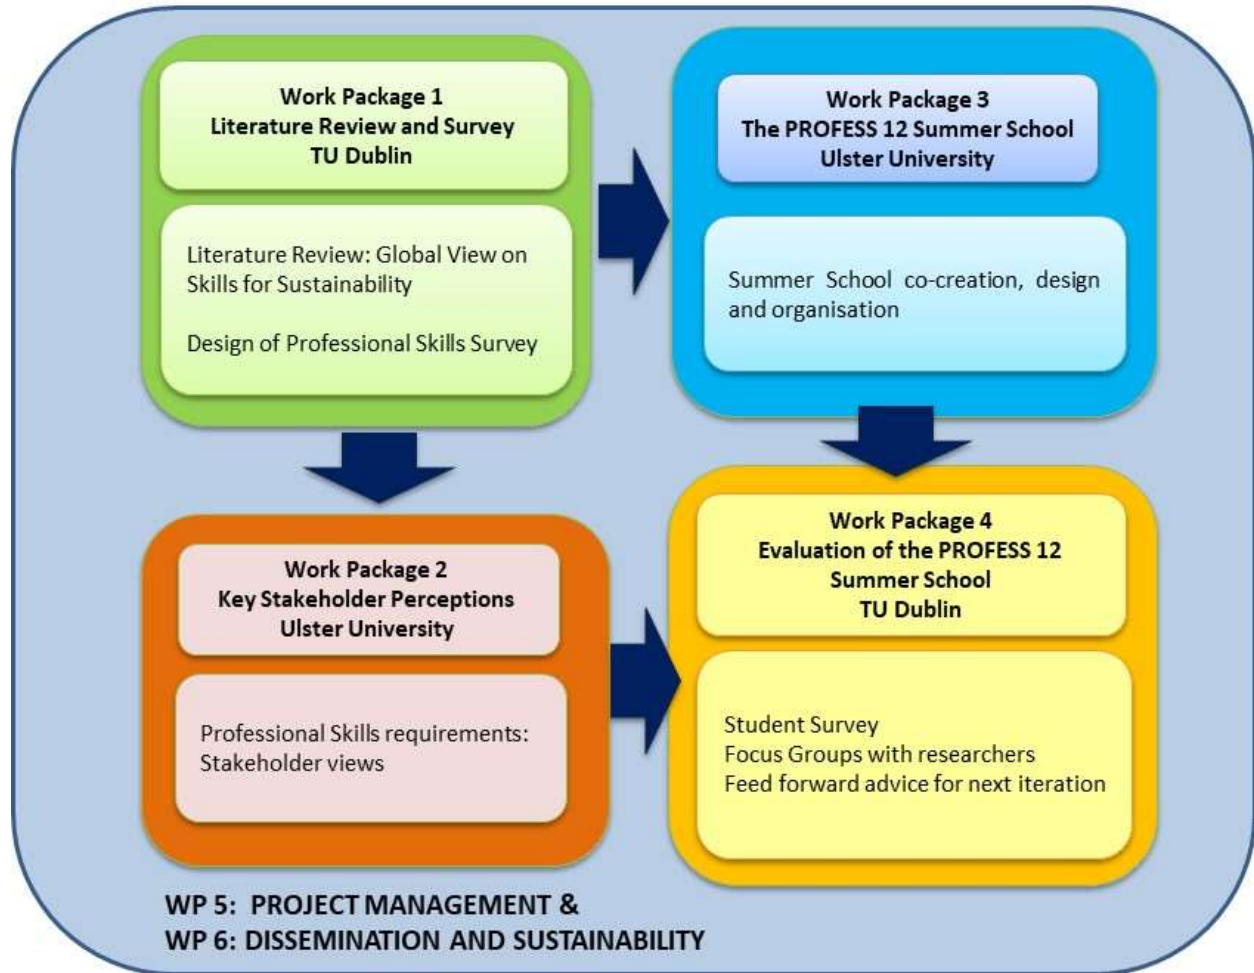 Work Package 1
Literature Review and Survey
TU Dublin
Literature Review: Global View on
Skills for Sustainability
Design of Professional Skills Survey
Work Package 3
The PROFESS 12 Summer School
Ulster University
Summer School co-creation, design
and organisation
Work Package 2
Key Stakeholder Perceptions
Ulster University
Professional Skills requirements:
Stakeholder views
Work Package 4
Evaluation of the PROFESS 12
Summer School
TU Dublin
Student Survey
Focus Groups with researchers
Feed forward advice for next iteration
WP 5: PROJECT MANAGEMENT &
WP 6: DISSEMINATION AND SUSTAINABILITY